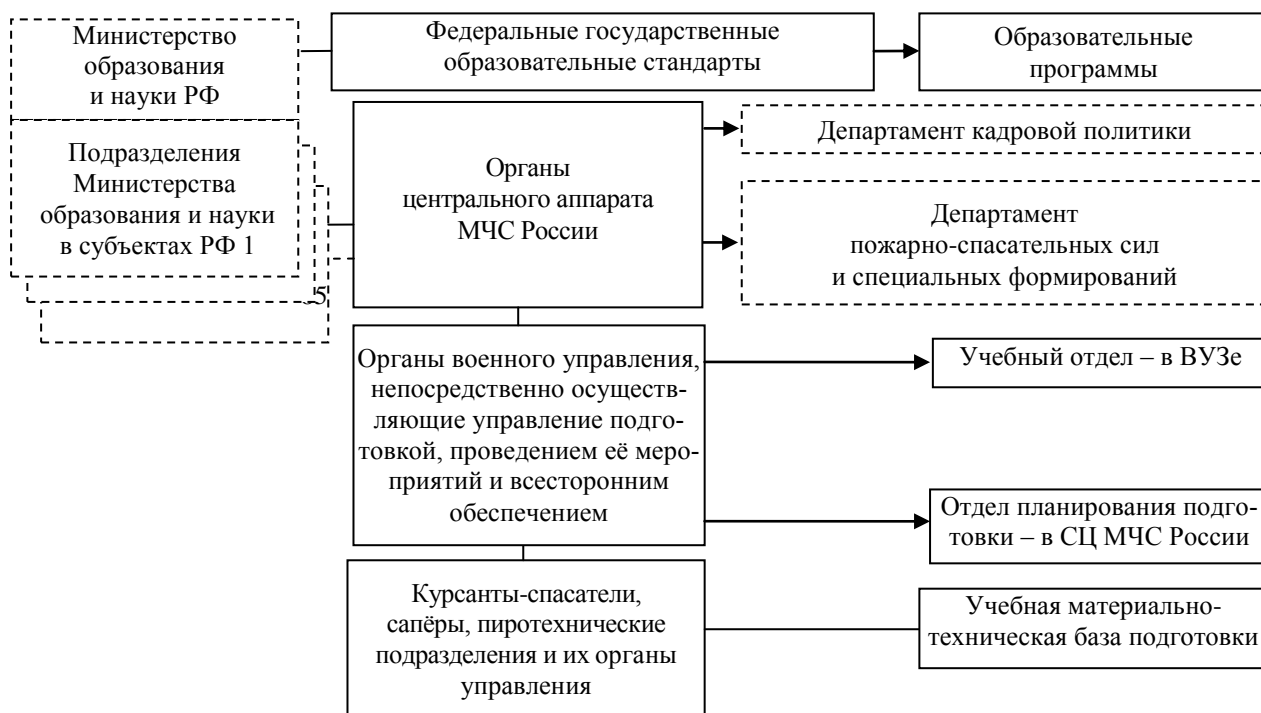 Министерство
образования
и науки РФ
Федеральные государственные
образовательные стандарты
Образовательные
программы
Подразделения
Министерства
образования и науки
в субъектах РФ 1
5
Органы
центрального аппарата
МЧС России
Департамент кадровой политики
Департамент
пожарно-спасательных сил
и специальных формирований
Органы военного управления,
непосредственно осуществ-
ляющие управление подго-
товкой, проведением её меро-
приятий и всесторонним
обеспечением
Учебный отдел – в ВУЗе
Отдел планирования подго-
товки – в СЦ МЧС России
Курсанты-спасатели,
сапёры, пиротехнические
подразделения и их органы
управления
Учебная материально-
техническая база подготовки